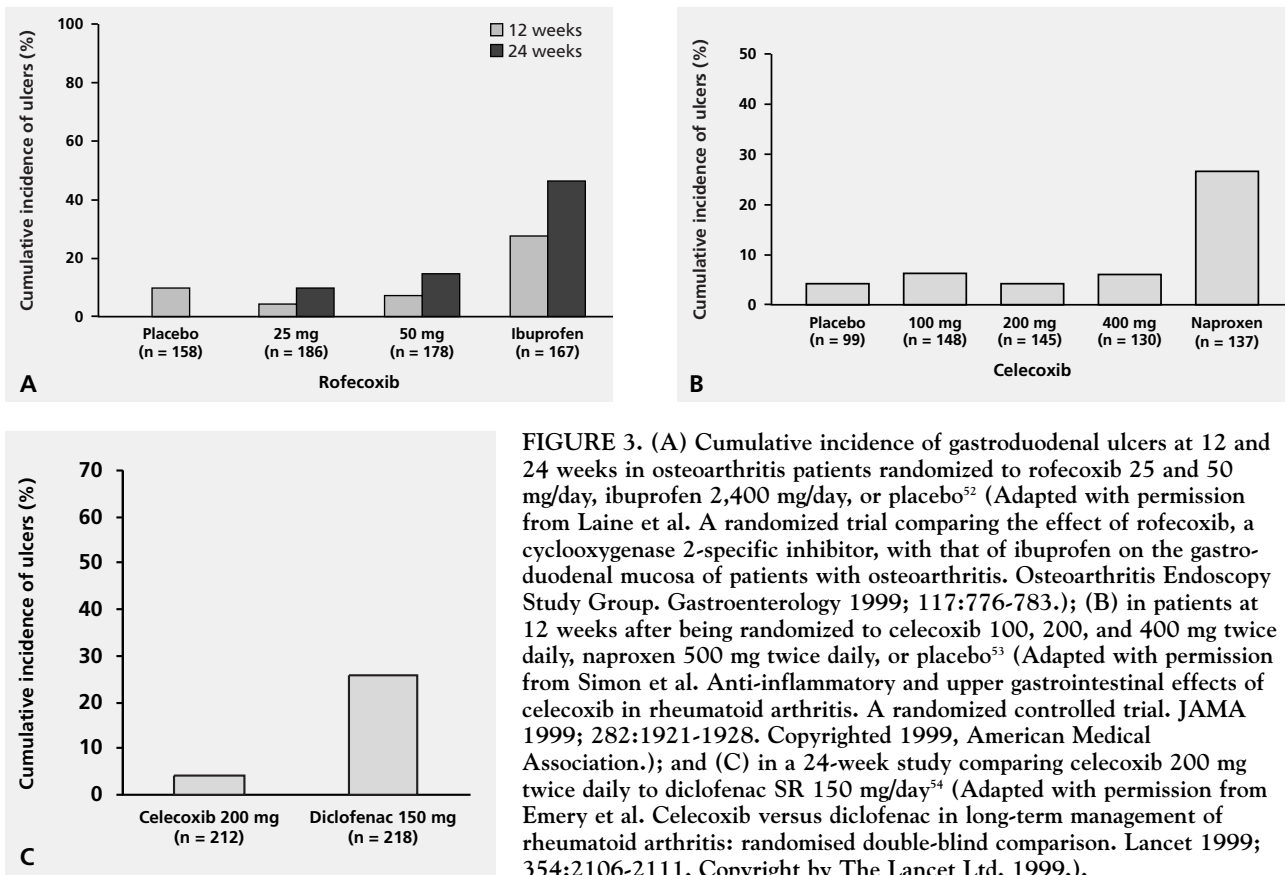 Cumulative incidence of ulcers (%)
100
80
60
40
20
0
12 weeks
24 weeks
Placebo
(n = 158)
25 mg
(n = 186)
50 mg
(n = 178)
Ibuprofen
(n = 167)
Rofecoxib
A
Cumulative incidence of ulcers (%)
50
40
30
20
10
0
Placebo
(n = 99)
100 mg
(n = 148)
200 mg
(n = 145)
400 mg
(n = 130)
Naproxen
(n = 137)
Celecoxib
B
Cumulative incidence of ulcers (%)
70
60
50
40
30
20
10
0
Celecoxib 200 mg
(n = 212)
Diclofenac 150 mg
(n = 218)
C
FIGURE 3. (A) Cumulative incidence of gastroduodenal ulcers at 12 and
24 weeks in osteoarthritis patients randomized to rofecoxib 25 and 50
mg/day, ibuprofen 2,400 mg/day, or placebo⁵² (Adapted with permission
from Laine et al. A randomized trial comparing the effect of rofecoxib, a
cyclooxygenase 2-specific inhibitor, with that of ibuprofen on the gastro-
duodenal mucosa of patients with osteoarthritis. Osteoarthritis Endoscopy
Study Group. Gastroenterology 1999; 117:776-783.); (B) in patients at
12 weeks after being randomized to celecoxib 100, 200, and 400 mg twice
daily, naproxen 500 mg twice daily, or placebo⁵³ (Adapted with permission
from Simon et al. Anti-inflammatory and upper gastrointestinal effects of
celecoxib in rheumatoid arthritis. A randomized controlled trial. JAMA
1999; 282:1921-1928. Copyrighted 1999, American Medical
Association.); and (C) in a 24-week study comparing celecoxib 200 mg
twice daily to diclofenac SR 150 mg/day⁵⁴ (Adapted with permission from
Emery et al. Celecoxib versus diclofenac in long-term management of
rheumatoid arthritis: randomised double-blind comparison. Lancet 1999;
354:2106-2111. Copyright by The Lancet Ltd, 1999.).